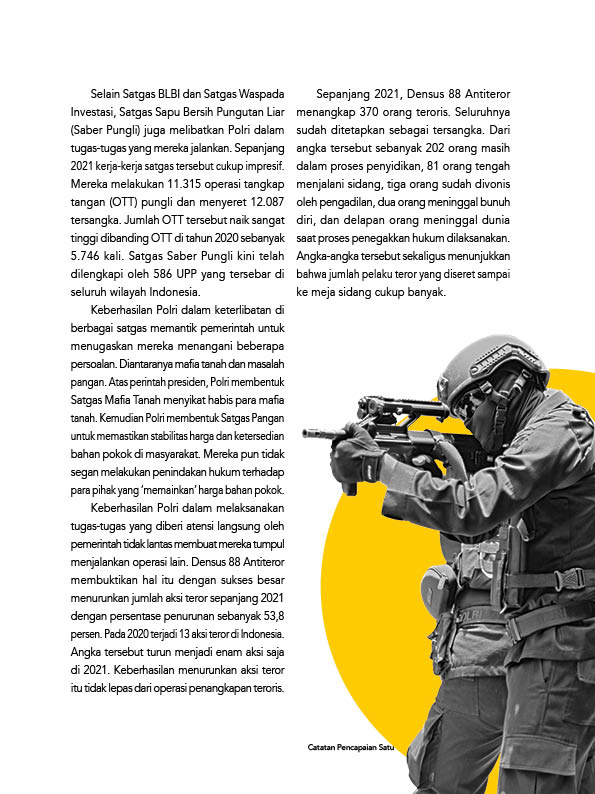 Selain Satgas BLBI dan Satgas Waspada
Investasi, Satgas Sapu Bersih Pungutan Liar
(Saber Pungli) juga melibatkan Polri dalam
tugas-tugas yang mereka jalankan. Sepanjang
2021 kerja-kerja satgas tersebut cukup impresif.
Mereka melakukan 11.315 operasi tangkap
tangan (OTT) pungli dan menyeret 12.087
tersangka. Jumlah OTT tersebut naik sangat
tinggi dibanding OTT di tahun 2020 sebanyak
5.746 kali. Satgas Saber Pungli kini telah
dilengkapi oleh 586 UPP yang tersebar di
seluruh wilayah Indonesia.
Keberhasilan Polri dalam keterlibatan di
berbagai satgas memantik pemerintah untuk
menugaskan mereka menangani beberapa
persoalan. Diantaranya mafia tanah dan masalah
pangan. Atas perintah presiden, Polri membentuk
Satgas Mafia Tanah menyikat habis para mafia
tanah. Kemudian Polri membentuk Satgas Pangan
untuk memastikan stabilitas harga dan ketersedian
bahan pokok di masyarakat. Mereka pun tidak
segan melakukan penindakan hukum terhadap
para pihak yang ‘memainkan’ harga bahan pokok.
Keberhasilan Polri dalam melaksanakan
tugas-tugas yang diberi atensi langsung oleh
pemerintah tidak lantas membuat mereka tumpul
menjalankan operasi lain. Densus 88 Antiteror
membuktikan hal itu dengan sukses besar
menurunkan jumlah aksi teror sepanjang 2021
dengan persentase penurunan sebanyak 53,8
persen. Pada 2020 terjadi 13 aksi teror di Indonesia.
Angka tersebut turun menjadi enam aksi saja
di 2021. Keberhasilan menurunkan aksi teror
itu tidak lepas dari operasi penangkapan teroris.
Sepanjang 2021, Densus 88 Antiteror
menangkap 370 orang teroris. Seluruhnya
sudah ditetapkan sebagai tersangka. Dari
angka tersebut sebanyak 202 orang masih
dalam proses penyidikan, 81 orang tengah
menjalani sidang, tiga orang sudah divonis
oleh pengadilan, dua orang meninggal bunuh
diri, dan delapan orang meninggal dunia
saat proses penegakkan hukum dilaksanakan.
Angka-angka tersebut sekaligus menunjukkan
bahwa jumlah pelaku teror yang diseret sampai
ke meja sidang cukup banyak.
POLRI
Catatan Pencapaian Satu